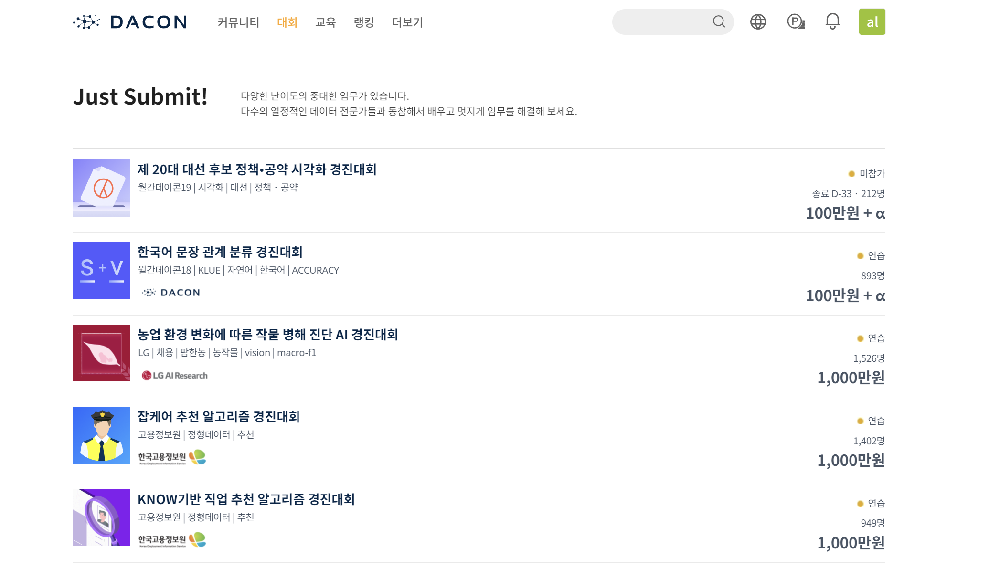 DACON
커뮤니티 대회 교육 랭킹 더보기
P
al
Just Submit!
다양한 난이도의 중대한 임무가 있습니다.
다수의 열정적인 데이터 전문가들과 동참해서 배우고 멋지게 임무를 해결해 보세요.
제 20대 대선 후보 정책•공약 시각화 경진대회
월간데이콘19 | 시각화 | 대선 | 정책・공약
미참가
종료 D-33・212명
100만원 + α
S + V
한국어 문장 관계 분류 경진대회
월간데이콘18 | KLUE | 자연어 | 한국어 | ACCURACY
DACON
연습
893명
100만원 + α
농업 환경 변화에 따른 작물 병해 진단 AI 경진대회
LG | 채용 | 팜한농 | 농작물 | vision | macro-f1
LG AI Research
연습
1,526명
1,000만원
잡케어 추천 알고리즘 경진대회
고용정보원 | 정형데이터 | 추천
한국고용정보원
Korea Employment Information Service
연습
1,402명
1,000만원
KNOW기반 직업 추천 알고리즘 경진대회
고용정보원 | 정형데이터 | 추천
한국고용정보원
Korea Employment Information Service
연습
949명
1,000만원